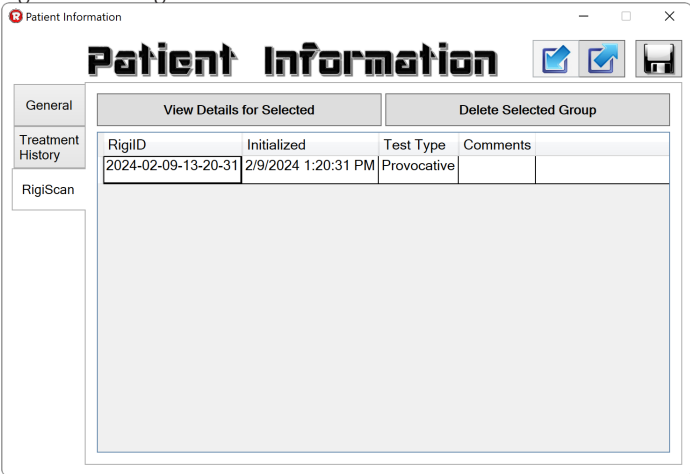 Patient Information
Patient Information
General
Treatment
History
RigiScan
View Details for Selected
Delete Selected Group
RigiID Initialized Test Type Comments
2024-02-09-13-20-31 2/9/2024 1:20:31 PM Provocative